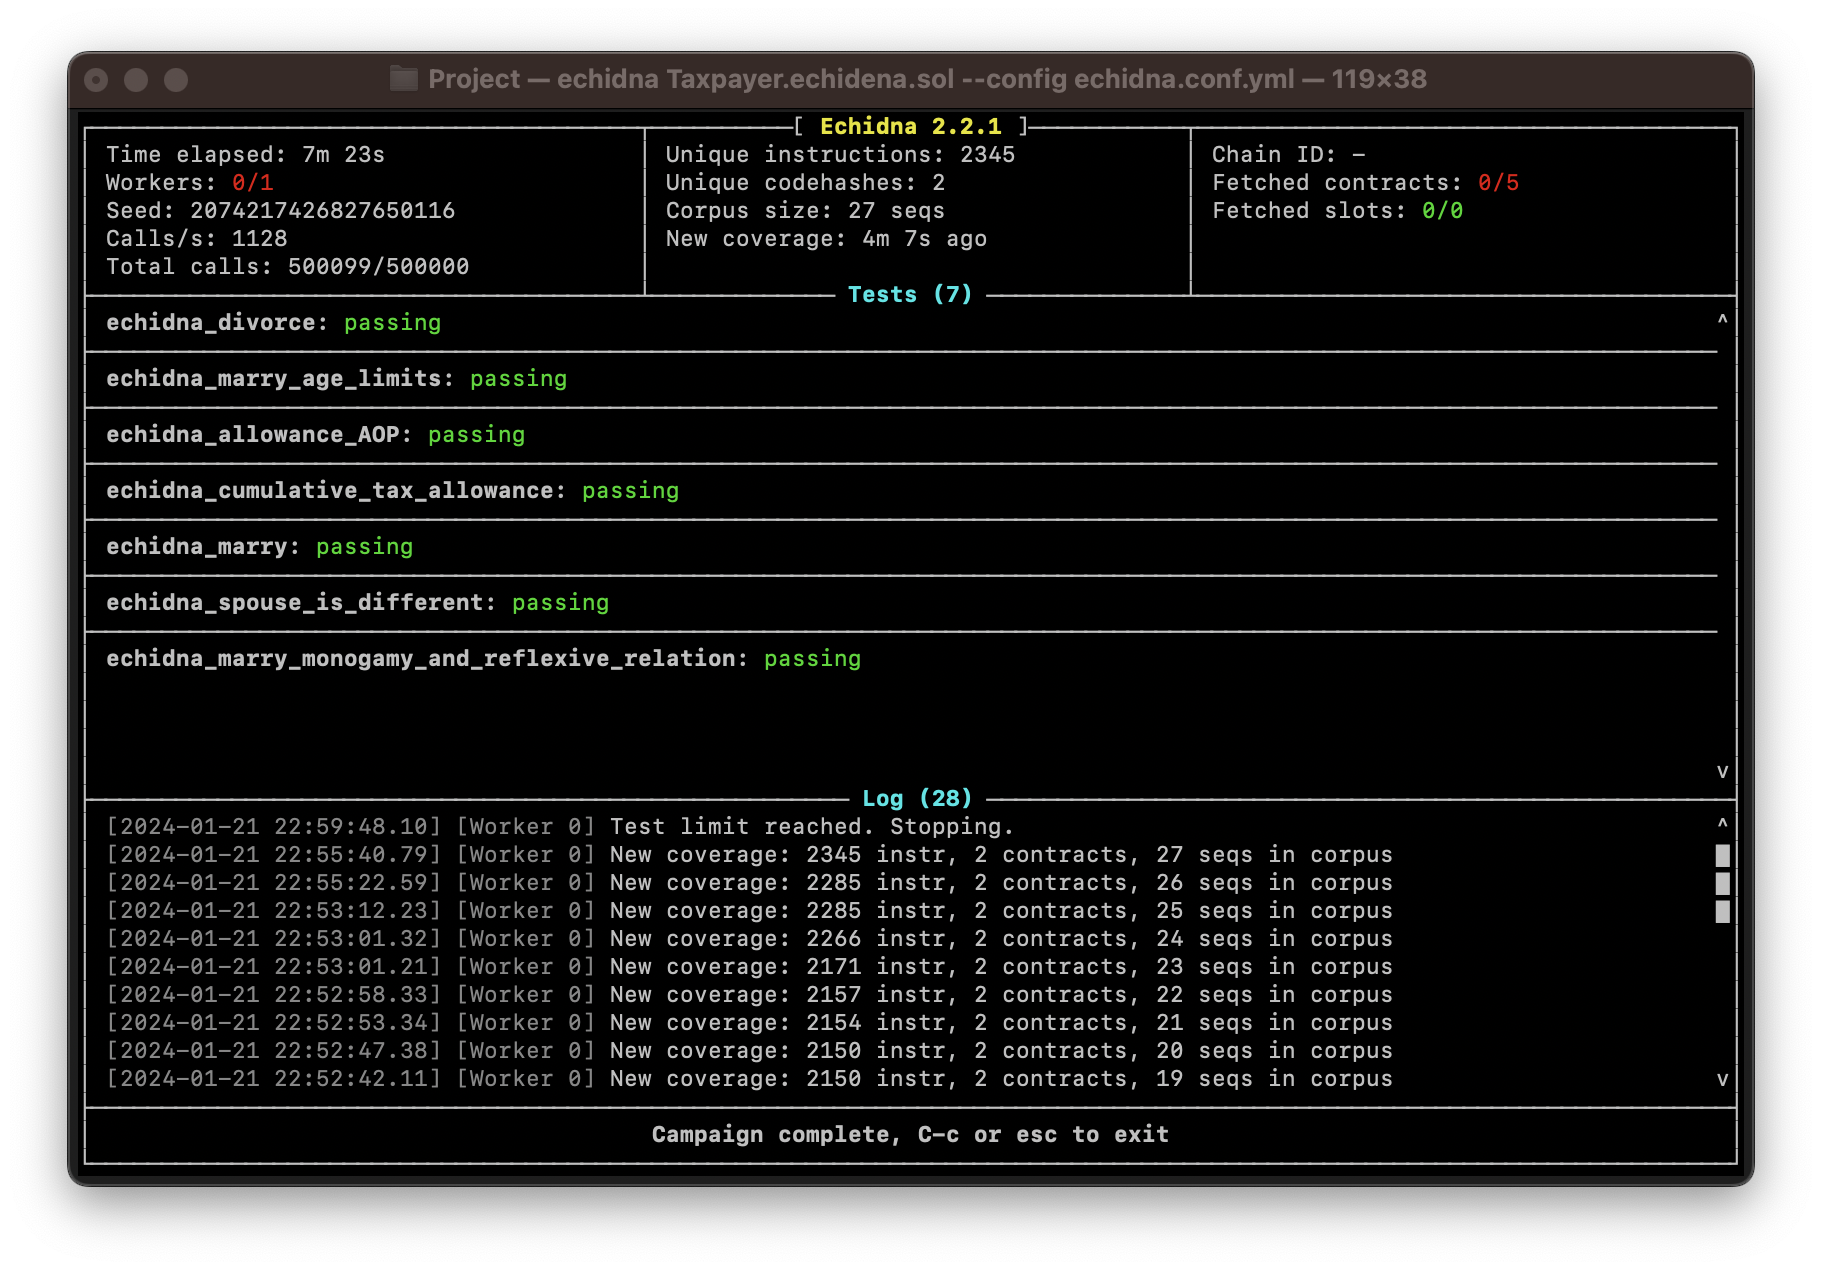 Project — echidna Taxpayer.echidena.sol --config echidna.conf.yml — 119×38
[ Echidna 2.2.1 ]
Time elapsed: 7m 23s
Workers: 0/1
Seed: 2074217426827650116
Calls/s: 1128
Total calls: 500099/500000
Unique instructions: 2345
Unique codehashes: 2
Corpus size: 27 seqs
New coverage: 4m 7s ago
Chain ID: -
Fetched contracts: 0/5
Fetched slots: 0/0
Tests (7)
echidna_divorce: passing
^
echidna_marry_age_limits: passing
echidna_allowance_AOP: passing
echidna_cumulative_tax_allowance: passing
echidna_marry: passing
echidna_spouse_is_different: passing
echidna_marry_monogamy_and_reflexive_relation: passing
v
Log (28)
[2024-01-21 22:59:48.10] [Worker 0] Test limit reached. Stopping.
^
[2024-01-21 22:55:40.79] [Worker 0] New coverage: 2345 instr, 2 contracts, 27 seqs in corpus
[2024-01-21 22:55:22.59] [Worker 0] New coverage: 2285 instr, 2 contracts, 26 seqs in corpus
[2024-01-21 22:53:12.23] [Worker 0] New coverage: 2285 instr, 2 contracts, 25 seqs in corpus
[2024-01-21 22:53:01.32] [Worker 0] New coverage: 2266 instr, 2 contracts, 24 seqs in corpus
[2024-01-21 22:53:01.21] [Worker 0] New coverage: 2171 instr, 2 contracts, 23 seqs in corpus
[2024-01-21 22:52:58.33] [Worker 0] New coverage: 2157 instr, 2 contracts, 22 seqs in corpus
[2024-01-21 22:52:53.34] [Worker 0] New coverage: 2154 instr, 2 contracts, 21 seqs in corpus
[2024-01-21 22:52:47.38] [Worker 0] New coverage: 2150 instr, 2 contracts, 20 seqs in corpus
[2024-01-21 22:52:42.11] [Worker 0] New coverage: 2150 instr, 2 contracts, 19 seqs in corpus
v
Campaign complete, C-c or esc to exit